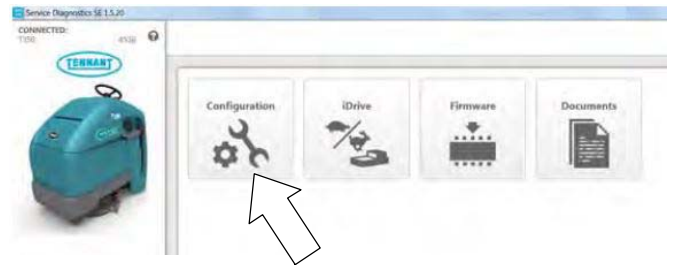 Service Diagnostics SE 1.5.20
CONNECTED:
T350
TENNANT
Configuration
iDrive
Firmware
Documents